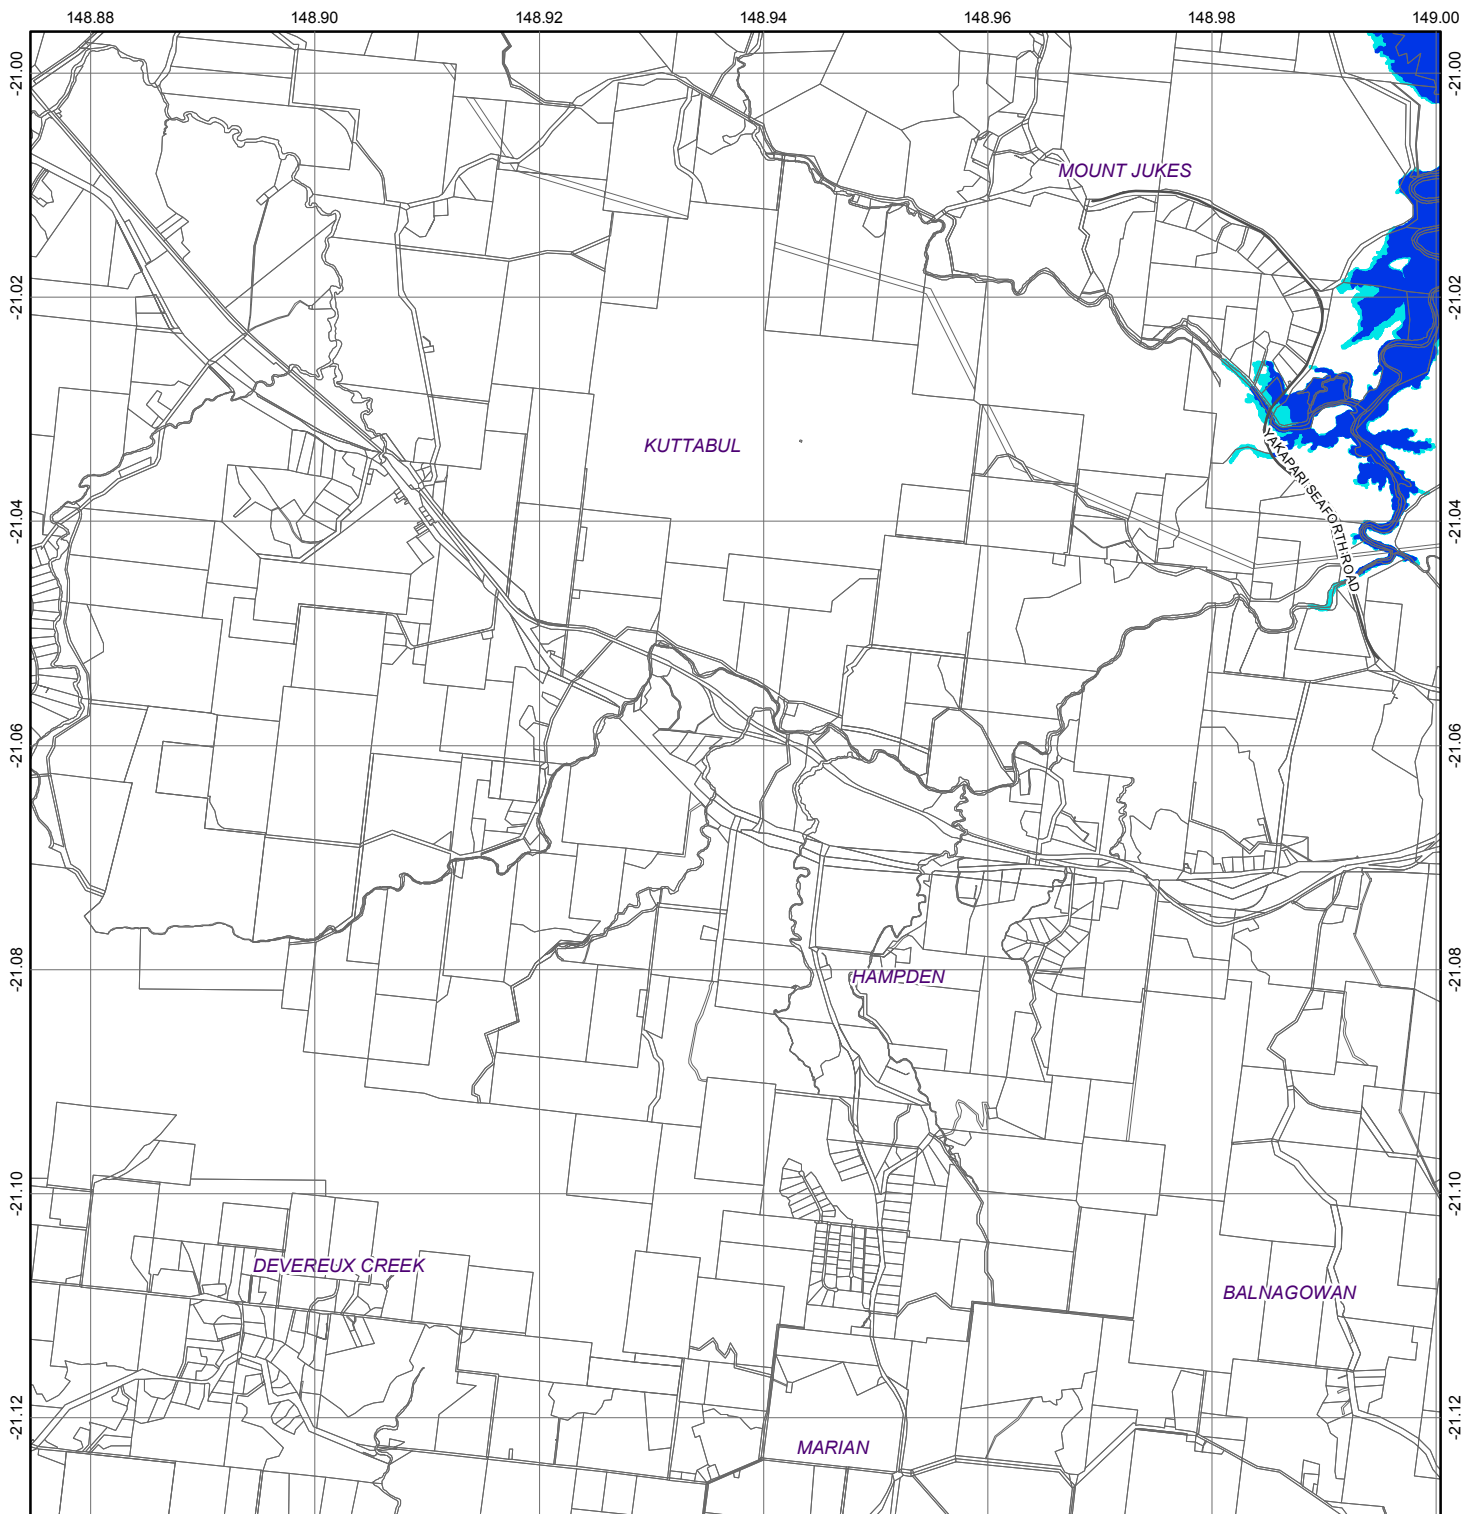 148.88 148.90 148.92 148.94 148.96 148.98 149.00
-21.00 -21.00
MOUNT JUKES
-21.02 -21.02
KUTTABUL
YAKAPARI SEAFORTH ROAD
-21.04 -21.04
-21.06 -21.06
-21.08 -21.08
HAMPDEN
-21.10 -21.10
DEVEREUX CREEK
BALNAGOWAN
-21.12 -21.12
MARIAN